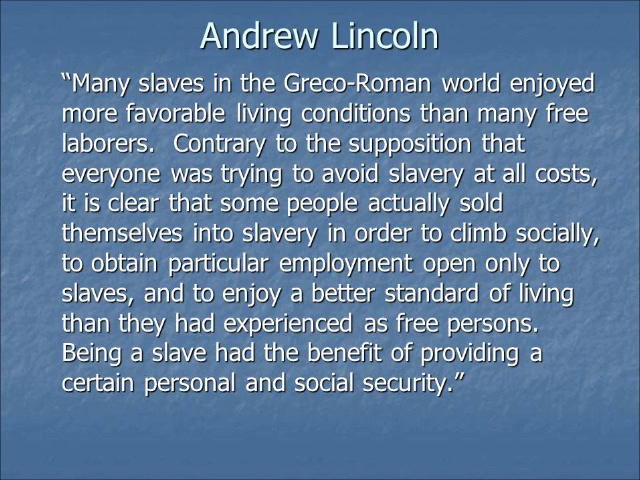 Andrew Lincoln
“Many slaves in the Greco-Roman world enjoyed
more favorable living conditions than many free
laborers.  Contrary to the supposition that
everyone was trying to avoid slavery at all costs,
it is clear that some people actually sold
themselves into slavery in order to climb socially,
to obtain particular employment open only to
slaves, and to enjoy a better standard of living
than they had experienced as free persons.
Being a slave had the benefit of providing a
certain personal and social security.”